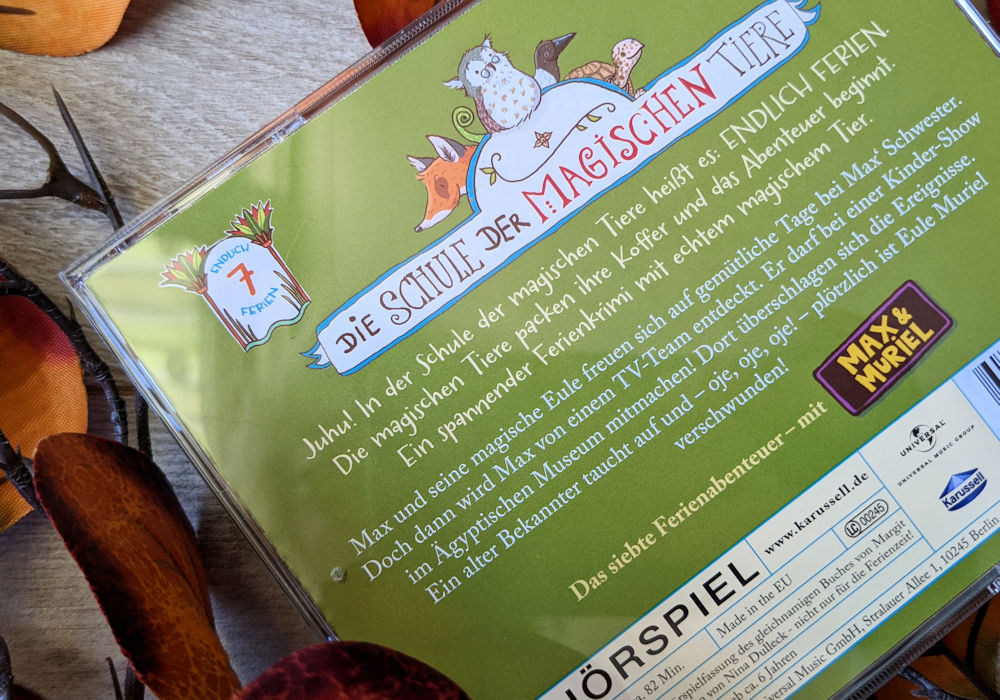 DIE SCHULE DER MAGISCHEN TIERE
ENDLICH
7
FERIEN
Juhu! In der Schule der magischen Tiere heißt es: ENDLICH FERIEN.
Die magischen Tiere packen ihre Koffer und das Abenteuer beginnt.
Ein spannender Ferienkrimi mit echtem magischem Tier.
Max und seine magische Eule freuen sich auf gemütliche Tage bei Max' Schwester.
Doch dann wird Max von einem TV-Team entdeckt. Er darf bei einer Kinder-Show
im Ägyptischen Museum mitmachen! Dort überschlagen sich die Ereignisse.
Ein alter Bekannter taucht auf und – oje, oje, oje! – plötzlich ist Eule Muriel
verschwunden!
Das siebte Ferienabenteuer – mit
MAX &
MURIEL
HÖRSPIEL
www.karussell.de
Made in the EU
LC 00245
UNIVERSAL
UNIVERSAL MUSIC GROUP
Karussell
ca. 82 Min.
Hörspielfassung des gleichnamigen Buches von Margit
von Nina Dulleck – nicht nur für die Ferienzeit!
ab ca. 6 Jahren
Universal Music GmbH, Stralauer Allee 1, 10245 Berlin